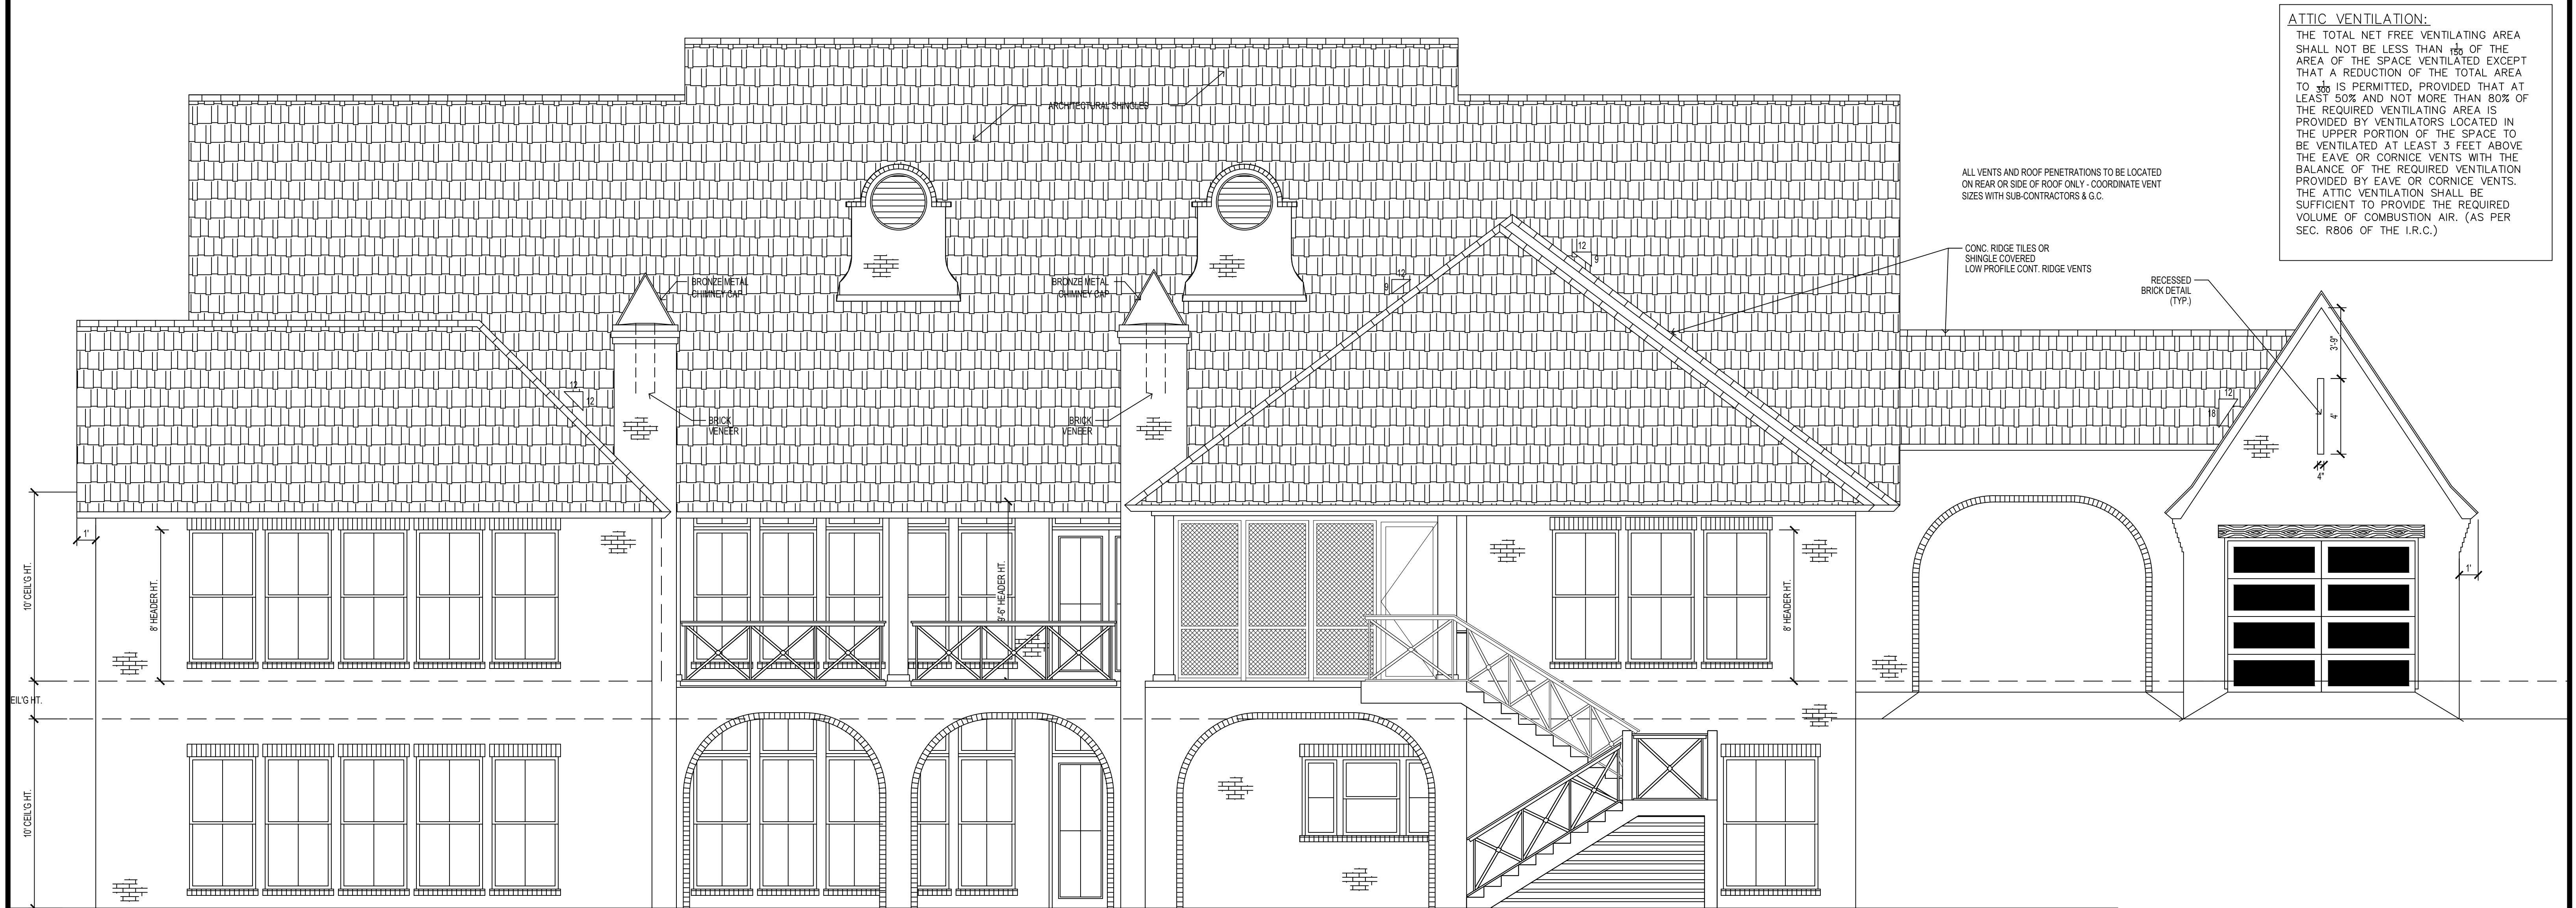 ATTIC VENTILATION:
THE TOTAL NET FREE VENTILATING AREA
SHALL NOT BE LESS THAN 1/150 OF THE
AREA OF THE SPACE VENTILATED EXCEPT
THAT A REDUCTION OF THE TOTAL AREA
TO 1/300 IS PERMITTED, PROVIDED THAT AT
LEAST 50% AND NOT MORE THAN 80% OF
THE REQUIRED VENTILATING AREA IS
PROVIDED BY VENTILATORS LOCATED IN
THE UPPER PORTION OF THE SPACE TO
BE VENTILATED AT LEAST 3 FEET ABOVE
THE EAVE OR CORNICE VENTS WITH THE
BALANCE OF THE REQUIRED VENTILATION
PROVIDED BY EAVE OR CORNICE VENTS.
THE ATTIC VENTILATION SHALL BE
SUFFICIENT TO PROVIDE THE REQUIRED
VOLUME OF COMBUSTION AIR. (AS PER
SEC. R806 OF THE I.R.C.)
ARCHITECTURAL SHINGLES
ALL VENTS AND ROOF PENETRATIONS TO BE LOCATED
ON REAR OR SIDE OF ROOF ONLY - COORDINATE VENT
SIZES WITH SUB-CONTRACTORS & G.C.
CONC. RIDGE TILES OR
SHINGLE COVERED
LOW PROFILE CONT. RIDGE VENTS
RECESSED
BRICK DETAIL
(TYP.)
BRONZE METAL
CHIMNEY CAP
BRONZE METAL
CHIMNEY CAP
12
9
12
9
3'-9"
4'
4"
12
18
12
12
BRICK
VENEER
BRICK
VENEER
1'
10' CEIL'G HT.
8' HEADER HT.
9'-6" HEADER HT.
8' HEADER HT.
1'
EIL'G HT.
10' CEIL'G HT.